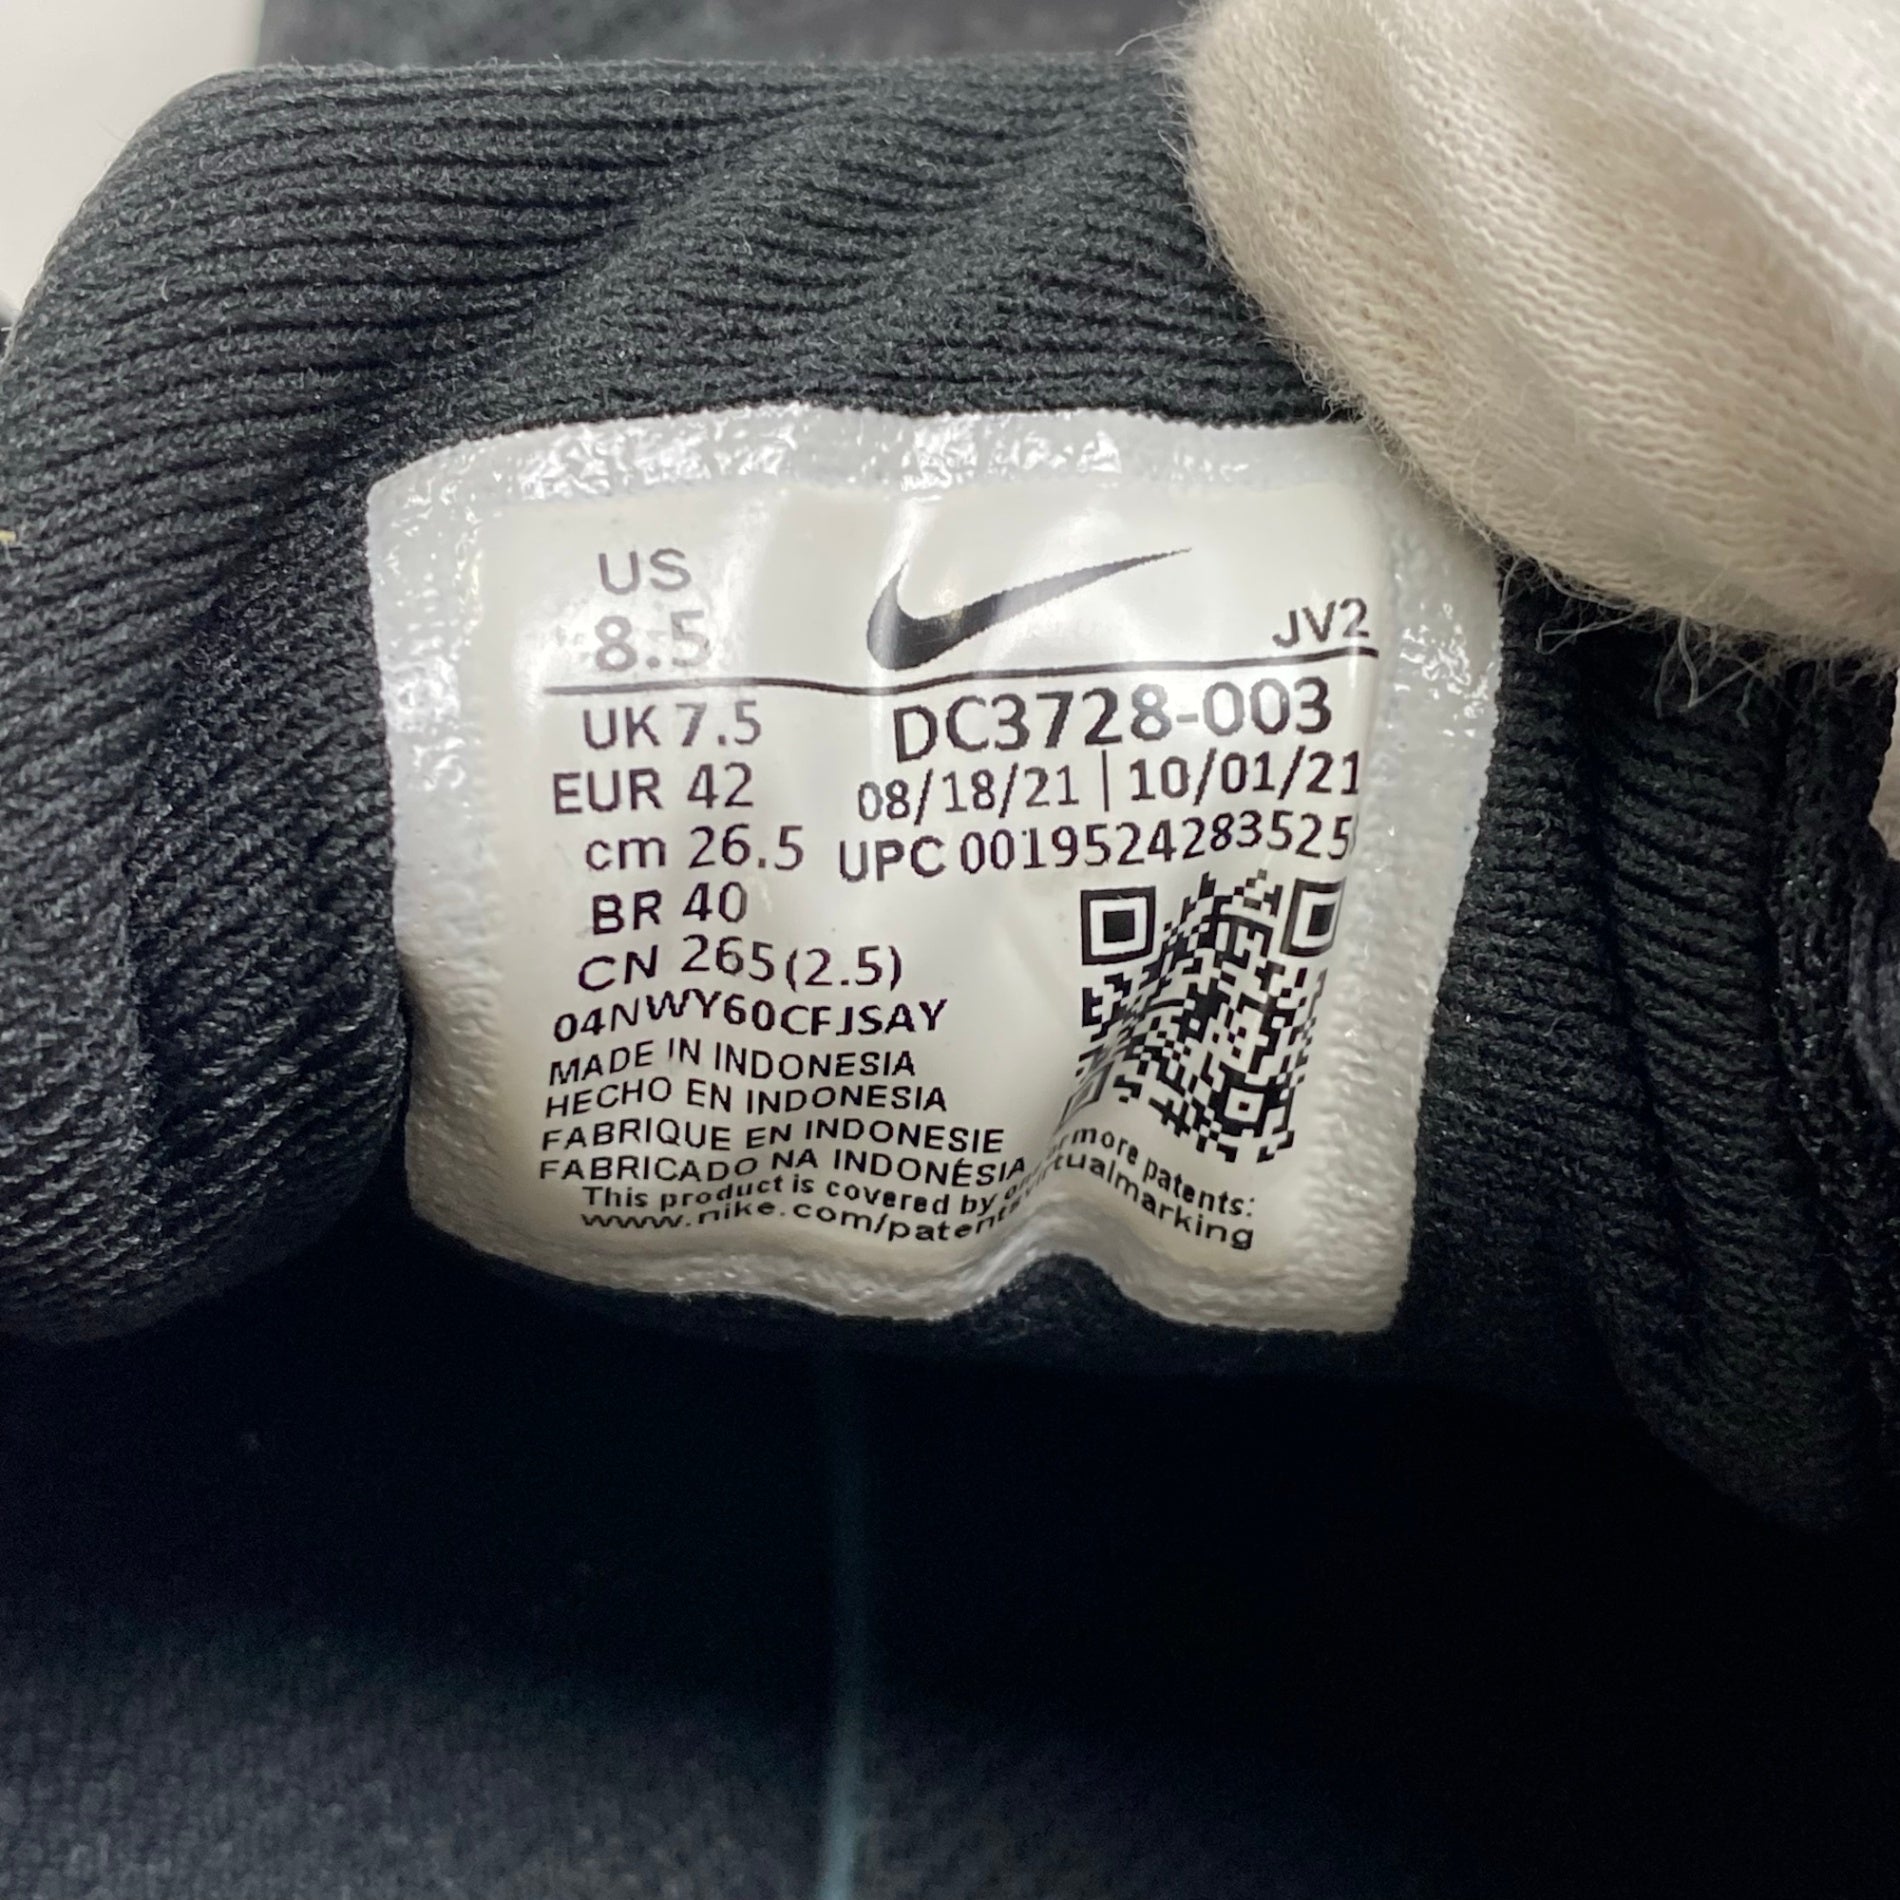 US
8.5
JV2
UK 7.5
DC3728-003
EUR 42
08/18/21 | 10/01/21
cm 26.5
UPC 0019524283525
BR 40
CN 265(2.5)
04NWY60CFJSAY
MADE IN INDONESIA
HECHO EN INDONESIA
FABRIQUE EN INDONESIE
FABRICADO NA INDONÉSIA
This product is covered by more patents:
www.nike.com/patents virtualmarking